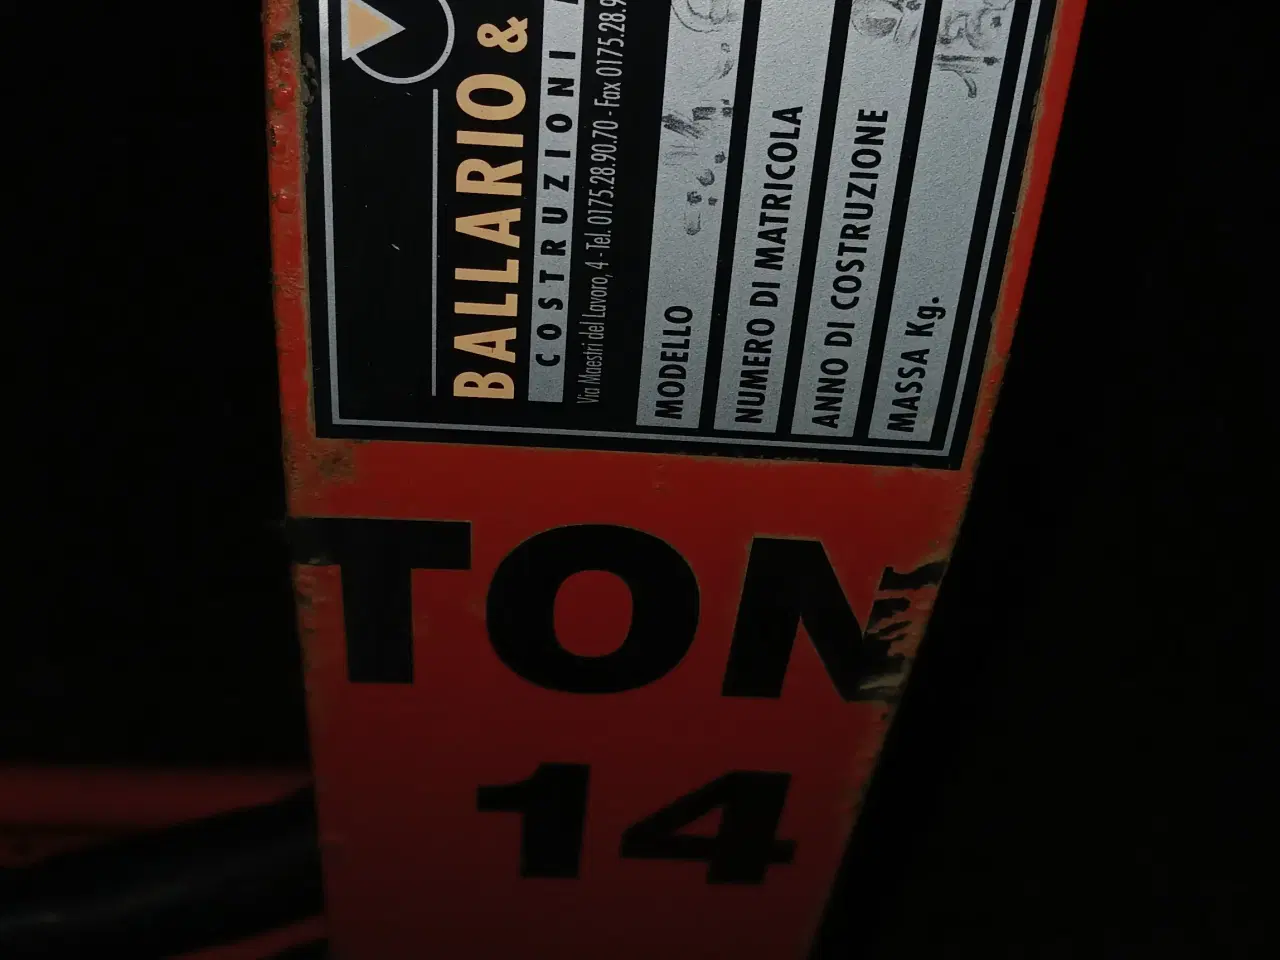 BALLARIO &
COSTRUZIONI
Via Maestri del Lavoro, 4 - Tel. 0175.28.90.70 - Fax 0175.28.9
MODELLO
NUMERO DI MATRICOLA
ANNO DI COSTRUZIONE
MASSA Kg.
TON
14